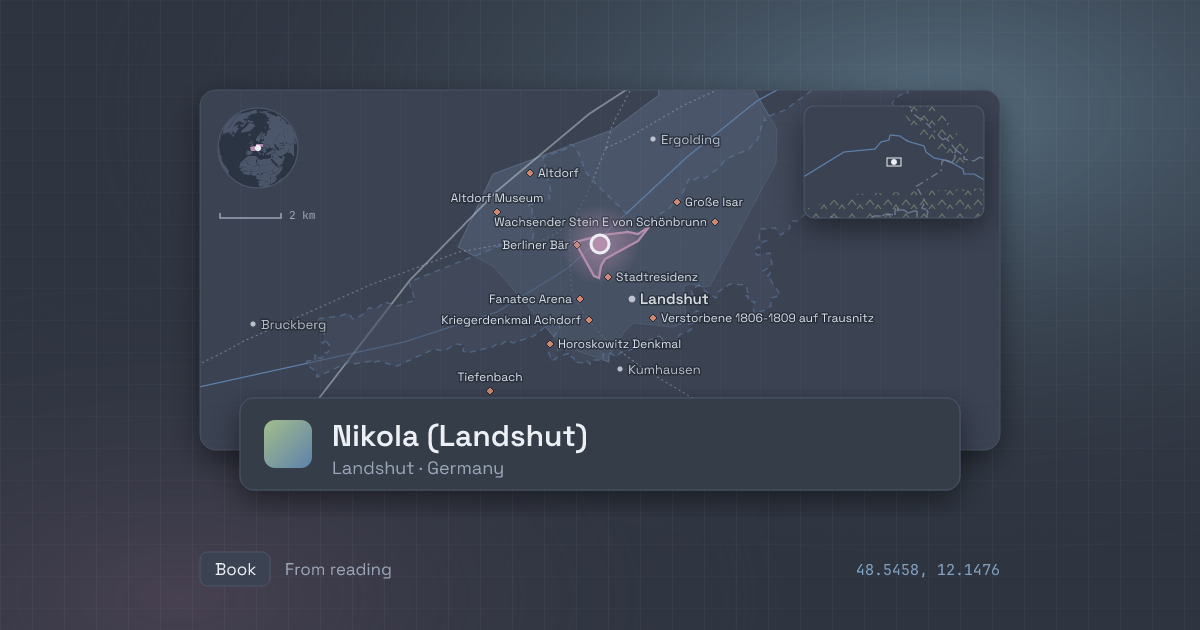 Ergolding
Altdorf
Altdorf Museum
Große Isar
Wachsender Stein E von Schönbrunn
2 km
Berliner Bär
Stadtresidenz
Fanatec Arena
Landshut
Kriegerdenkmal Achdorf
Verstorbene 1806-1809 auf Trausnitz
Bruckberg
Horoskowitz Denkmal
Kumhausen
Tiefenbach
Nikola (Landshut)
Landshut · Germany
Book
From reading
48.5458, 12.1476